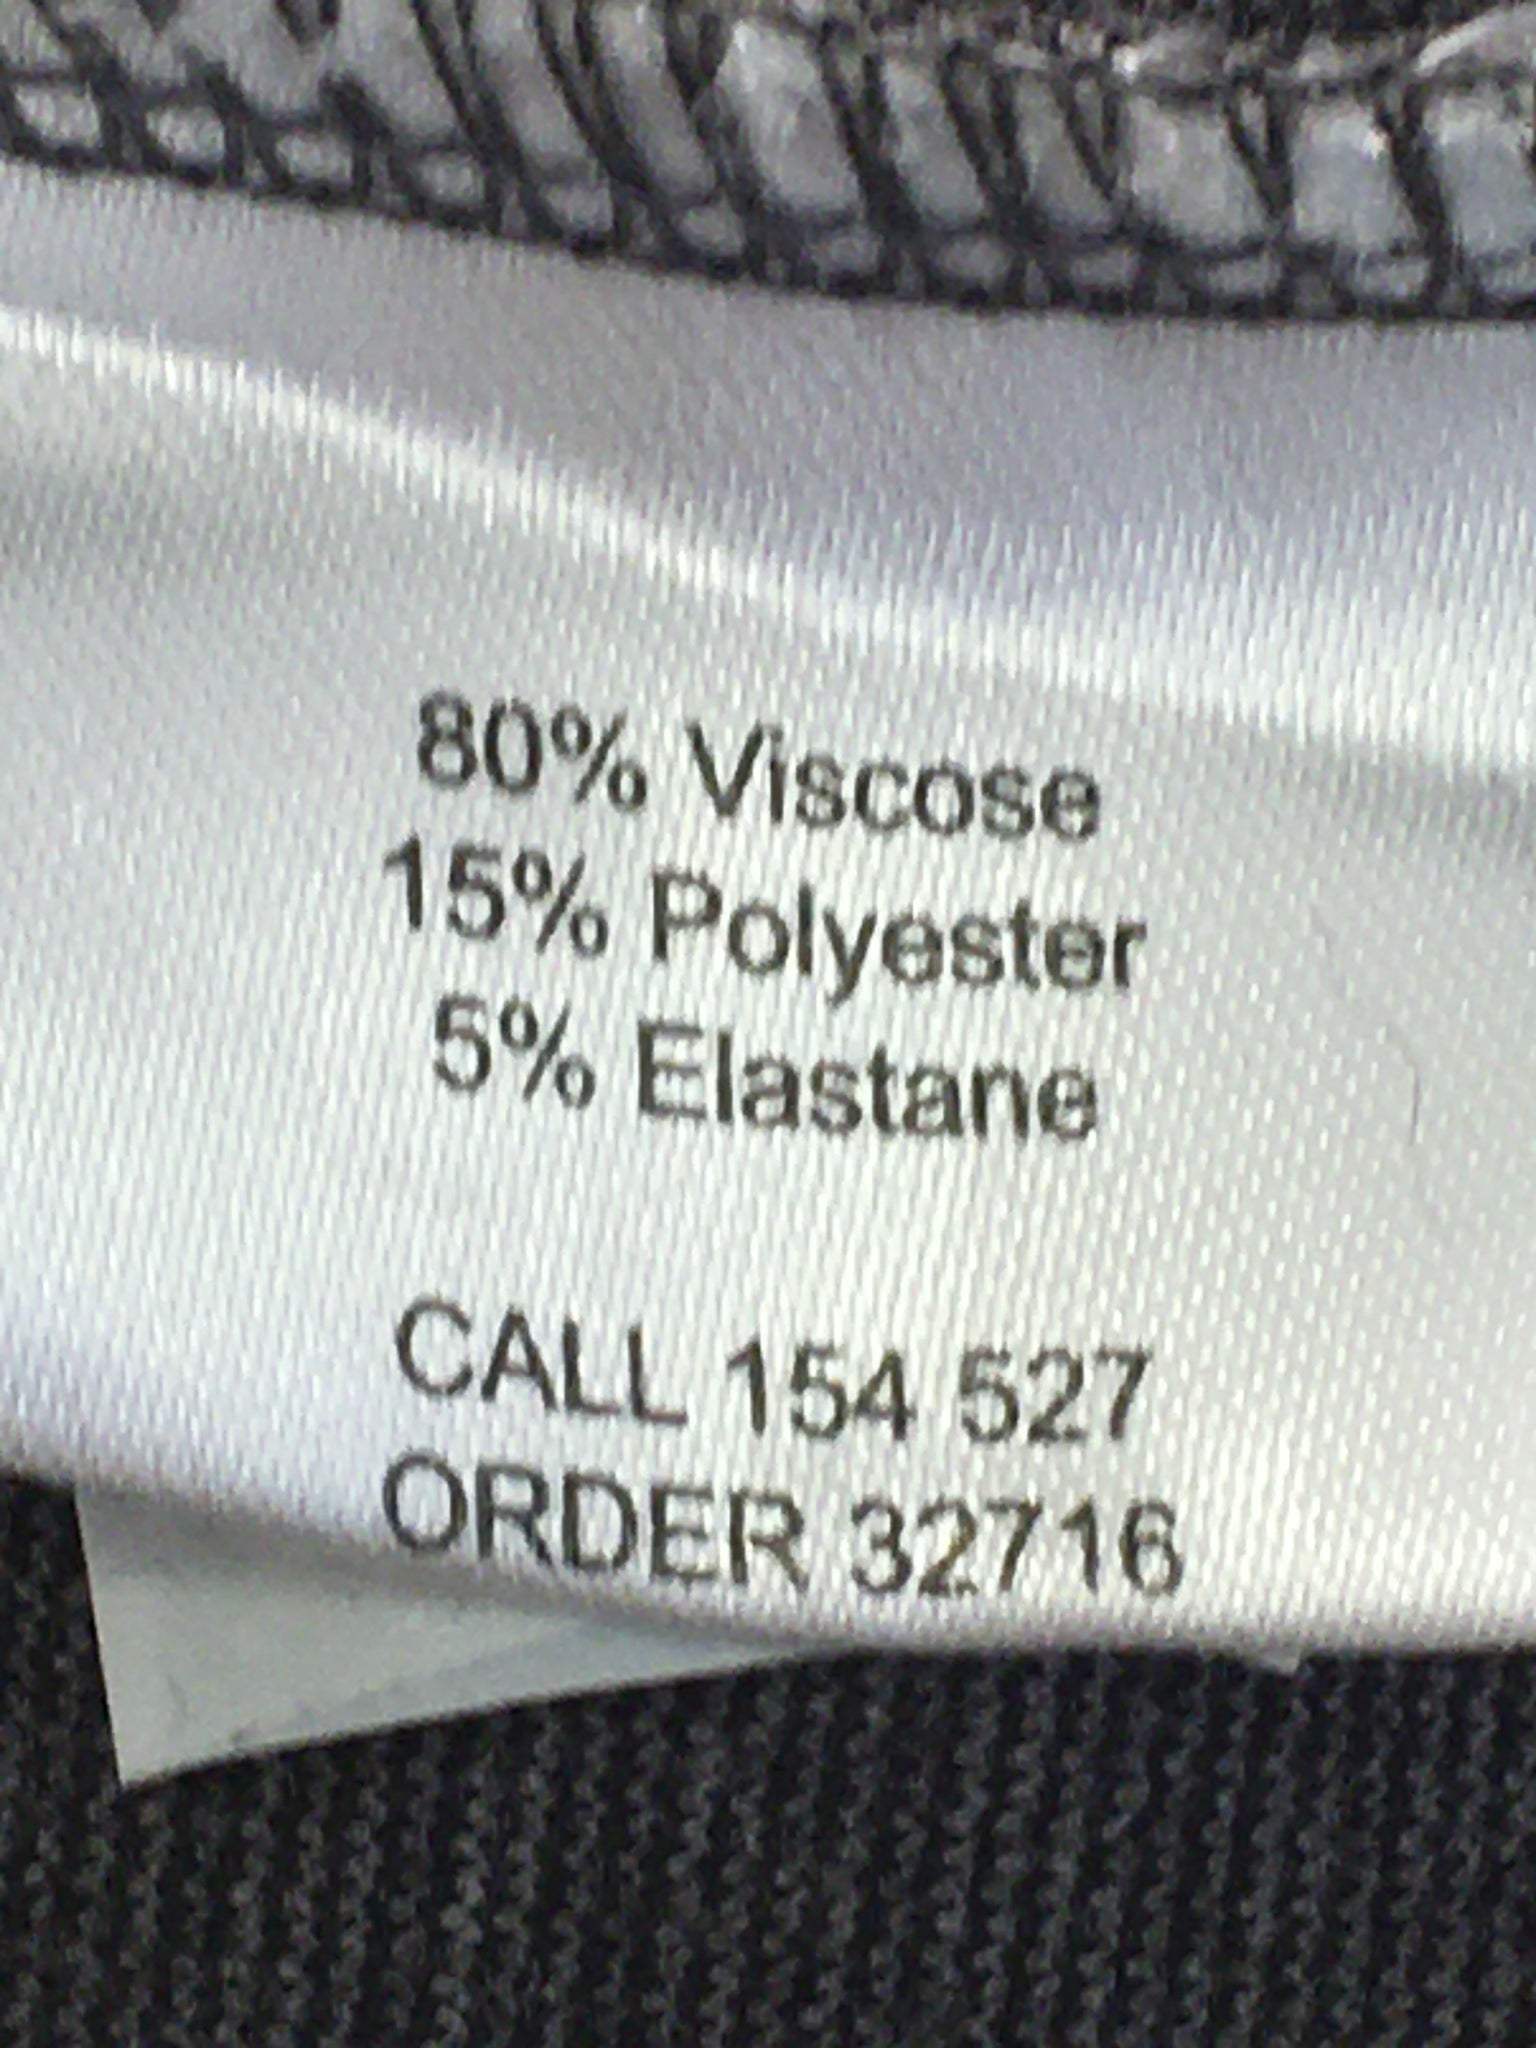 80% Viscose
15% Polyester
5% Elastane
CALL 154 527
ORDER 32716